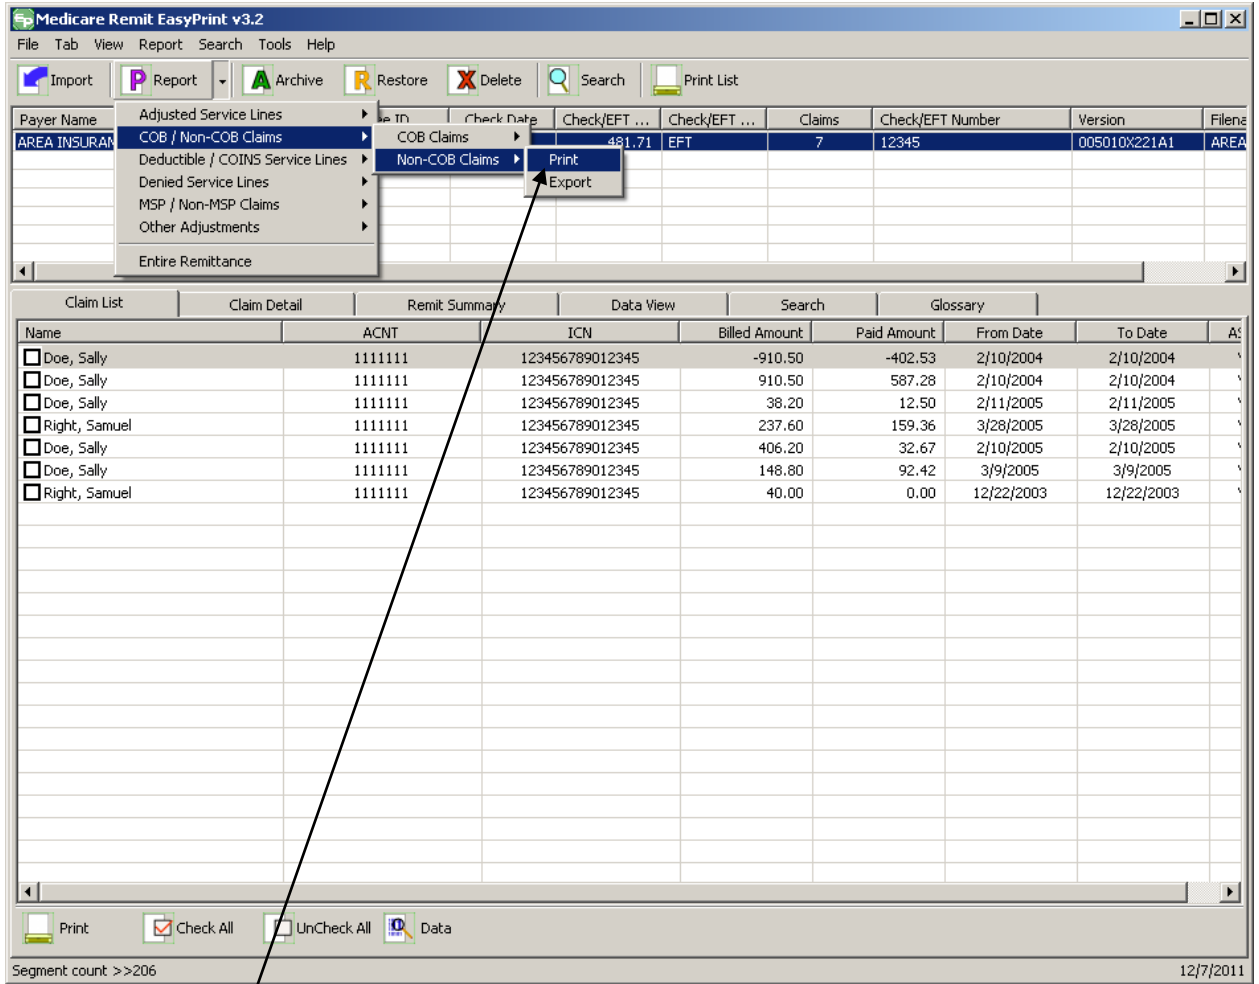 Medicare Remit EasyPrint v3.2
File Tab View Report Search Tools Help
Import Report Archive Restore Delete Search Print List
Payer Name Check Date Check/EFT ... Check/EFT ... Claims Check/EFT Number Version
AREA 481.71 EFT 7 12345 005010X221A1 AREA
Adjusted Service Lines
COB / Non-COB Claims
Deductible / COINS Service Lines
Denied Service Lines
MSP / Non-MSP Claims
Other Adjustments
Entire Remittance
COB Claims
Non-COB Claims
Print
Export
Claim List Claim Detail Remit Summary Data View Search Glossary
Name ACNT ICN Billed Amount Paid Amount From Date To Date
Doe, Sally 1111111 123456789012345 -910.50 -402.53 2/10/2004 2/10/2004
Doe, Sally 1111111 123456789012345 910.50 587.28 2/10/2004 2/10/2004
Doe, Sally 1111111 123456789012345 38.20 12.50 2/11/2005 2/11/2005
Right, Samuel 1111111 123456789012345 237.60 159.36 3/28/2005 3/28/2005
Doe, Sally 1111111 123456789012345 406.20 32.67 2/10/2005 2/10/2005
Doe, Sally 1111111 123456789012345 148.80 92.42 3/9/2005 3/9/2005
Right, Samuel 1111111 123456789012345 40.00 0.00 12/22/2003 12/22/2003
Print Check All UnCheck All Data
Segment count >>206 12/7/2011